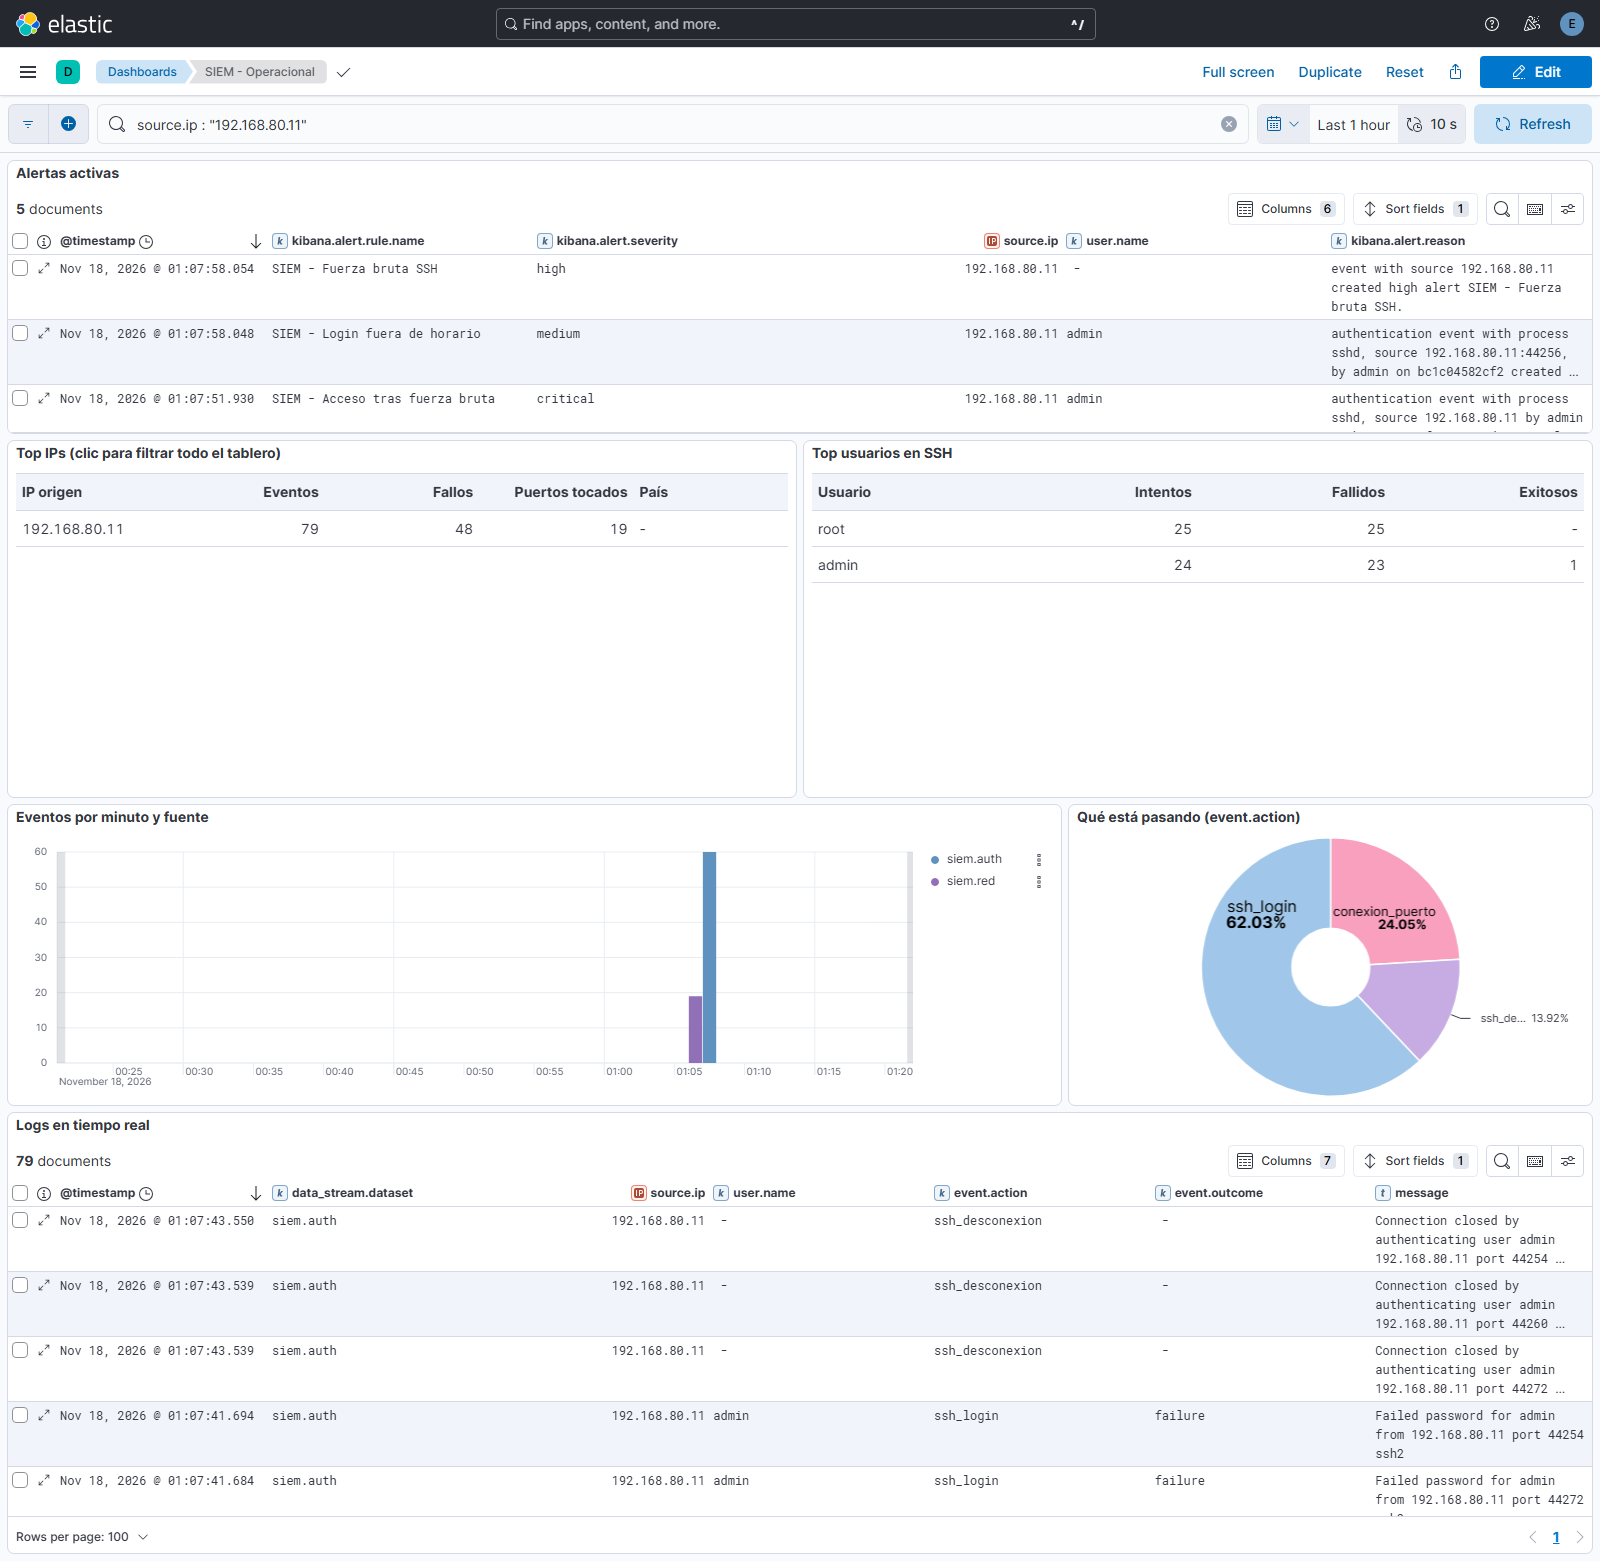 elastic
Find apps, content, and more.
^/
E
D
Dashboards
SIEM - Operacional
Full screen
Duplicate
Reset
Edit
source.ip : "192.168.80.11"
Last 1 hour
10 s
Refresh
Alertas activas
5 documents
Columns 6
Sort fields 1
@timestamp
kibana.alert.rule.name
kibana.alert.severity
source.ip
user.name
kibana.alert.reason
Nov 18, 2026 @ 01:07:58.054
SIEM - Fuerza bruta SSH
high
192.168.80.11
-
event with source 192.168.80.11
created high alert SIEM - Fuerza
bruta SSH.
Nov 18, 2026 @ 01:07:58.048
SIEM - Login fuera de horario
medium
192.168.80.11
admin
authentication event with process
sshd, source 192.168.80.11:44256,
by admin on bc1c04582cf2 created …
Nov 18, 2026 @ 01:07:51.930
SIEM - Acceso tras fuerza bruta
critical
192.168.80.11
admin
authentication event with process
sshd, source 192.168.80.11 by admin
Top IPs (clic para filtrar todo el tablero)
IP origen
Eventos
Fallos
Puertos tocados
País
192.168.80.11
79
48
19
-
Top usuarios en SSH
Usuario
Intentos
Fallidos
Exitosos
root
25
25
-
admin
24
23
1
Eventos por minuto y fuente
60
50
40
30
20
10
0
00:25
00:30
00:35
00:40
00:45
00:50
00:55
01:00
01:05
01:10
01:15
01:20
November 18, 2026
siem.auth
siem.red
Qué está pasando (event.action)
ssh_login
62.03%
conexion_puerto
24.05%
ssh_de... 13.92%
Logs en tiempo real
79 documents
Columns 7
Sort fields 1
@timestamp
data_stream.dataset
source.ip
user.name
event.action
event.outcome
message
Nov 18, 2026 @ 01:07:43.550
siem.auth
192.168.80.11
-
ssh_desconexion
-
Connection closed by
authenticating user admin
192.168.80.11 port 44254 …
Nov 18, 2026 @ 01:07:43.539
siem.auth
192.168.80.11
-
ssh_desconexion
-
Connection closed by
authenticating user admin
192.168.80.11 port 44260 …
Nov 18, 2026 @ 01:07:43.539
siem.auth
192.168.80.11
-
ssh_desconexion
-
Connection closed by
authenticating user admin
192.168.80.11 port 44272 …
Nov 18, 2026 @ 01:07:41.694
siem.auth
192.168.80.11
admin
ssh_login
failure
Failed password for admin
from 192.168.80.11 port 44254
ssh2
Nov 18, 2026 @ 01:07:41.684
siem.auth
192.168.80.11
admin
ssh_login
failure
Failed password for admin
from 192.168.80.11 port 44272
Rows per page: 100
1